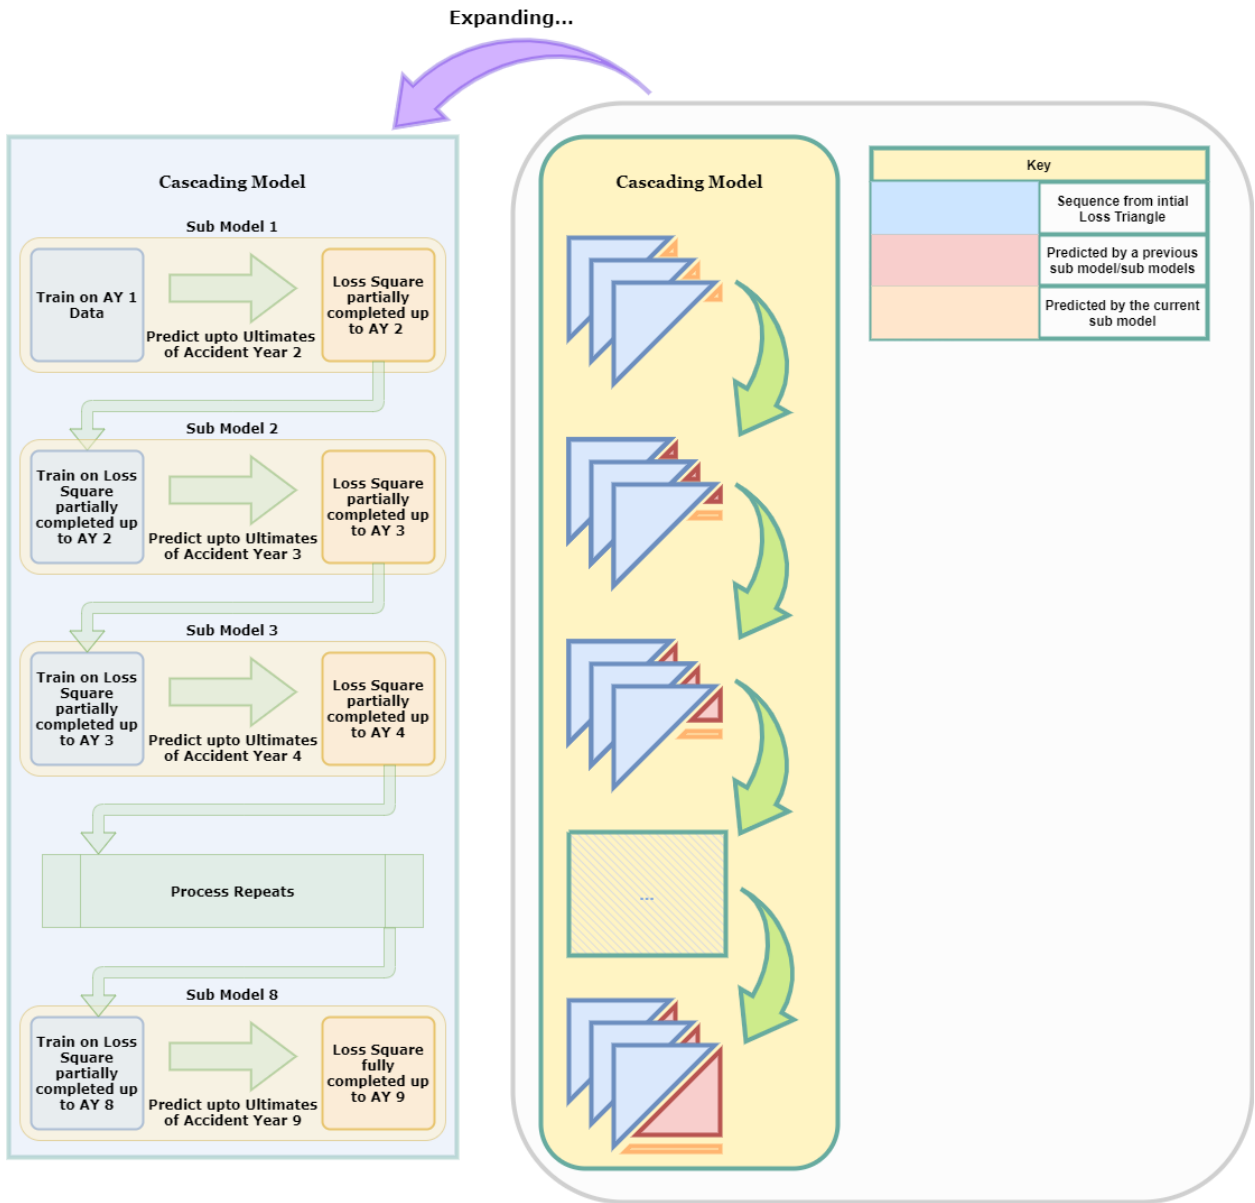 Expanding...
Cascading Model
Sub Model 1
Train on AY 1
Data
Predict upto Ultimates
of Accident Year 2
Loss Square
partially
completed up
to AY 2
Sub Model 2
Train on Loss
Square
partially
completed up
to AY 2
Predict upto Ultimates
of Accident Year 3
Loss Square
partially
completed up
to AY 3
Sub Model 3
Train on Loss
Square
partially
completed up
to AY 3
Predict upto Ultimates
of Accident Year 4
Loss Square
partially
completed up
to AY 4
Process Repeats
Sub Model 8
Train on Loss
Square
partially
completed up
to AY 8
Predict upto Ultimates
of Accident Year 9
Loss Square
fully
completed up
to AY 9
Cascading Model
...
Key
Sequence from intial
Loss Triangle
Predicted by a previous
sub model/sub models
Predicted by the current
sub model